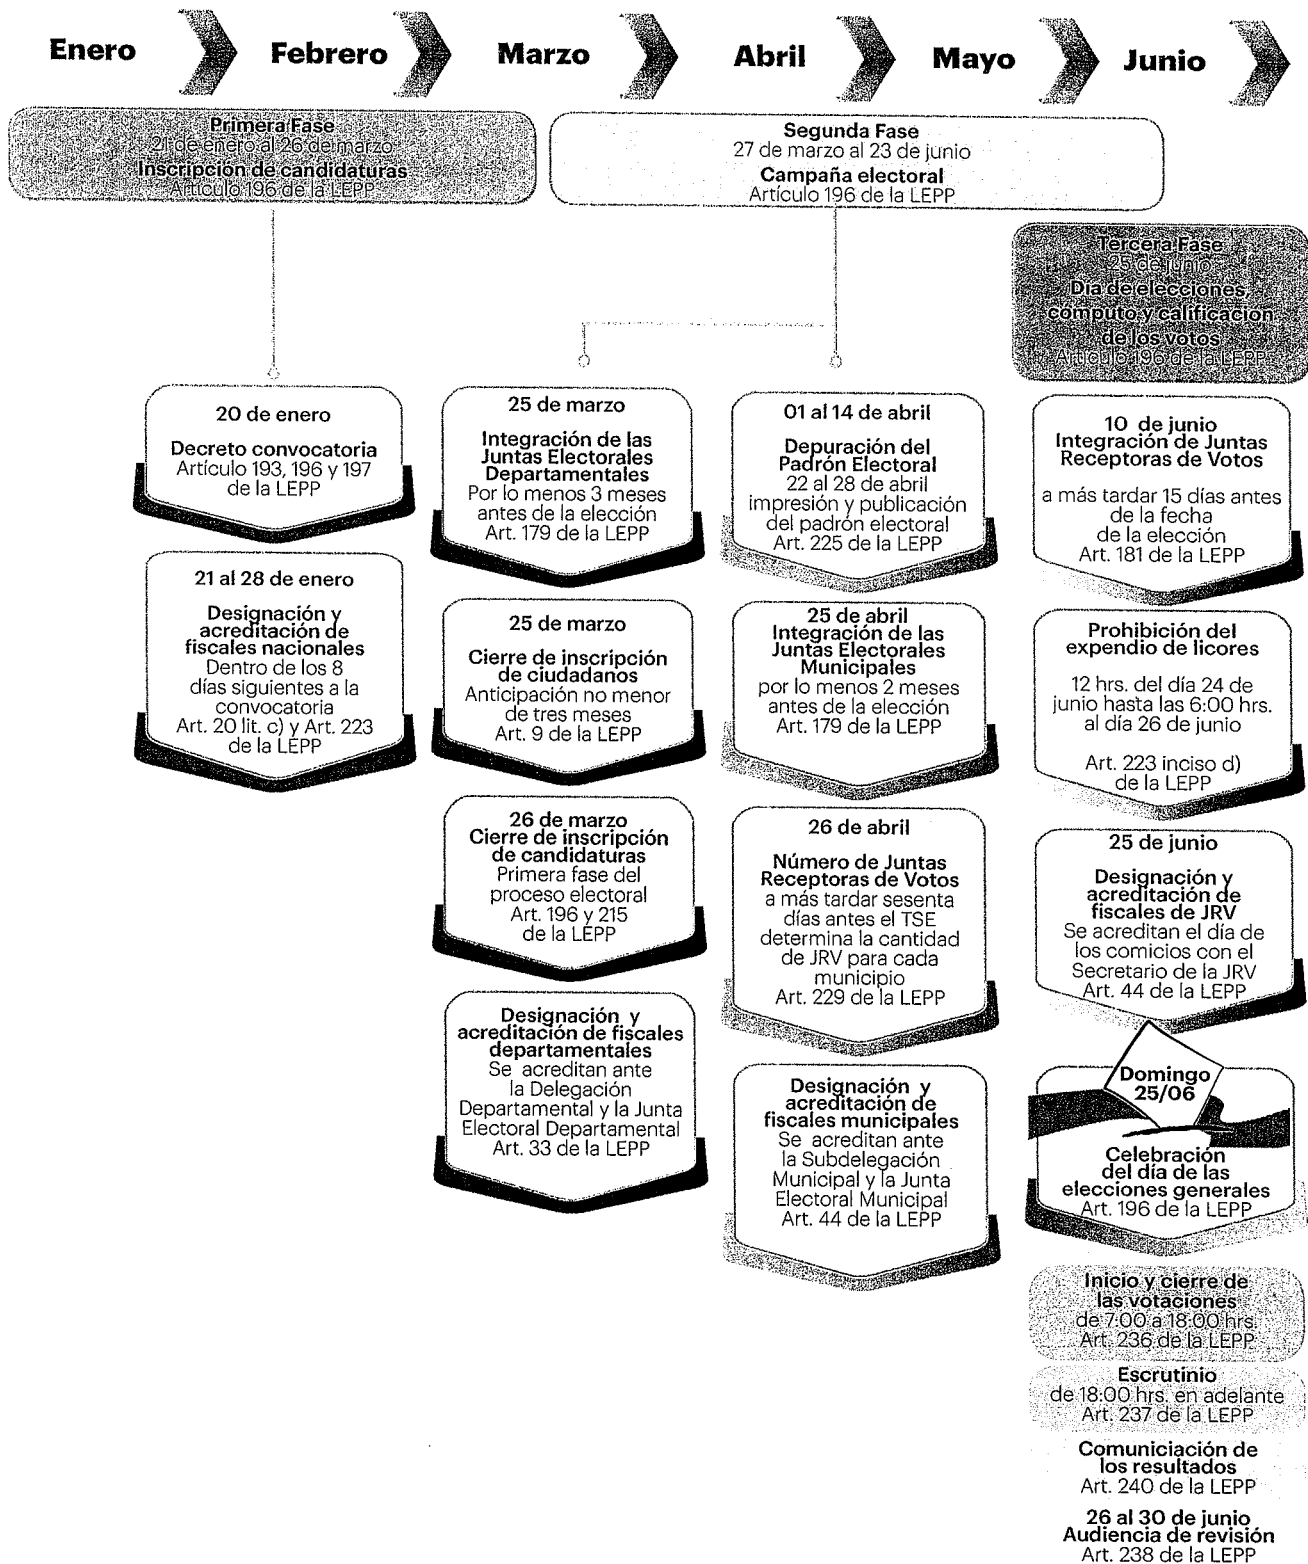 Enero
Febrero
Marzo
Abril
Mayo
Junio
Primera Fase
21 de enero al 26 de marzo
Inscripción de candidaturas
Artículo 196 de la LEPP
Segunda Fase
27 de marzo al 23 de junio
Campaña electoral
Artículo 196 de la LEPP
Tercera Fase
25 de junio
Día de elecciones,
cómputo y calificación
de los votos
Artículo 196 de la LEPP
20 de enero
Decreto convocatoria
Artículo 193, 196 y 197
de la LEPP
21 al 28 de enero
Designación y
acreditación de
fiscales nacionales
Dentro de los 8
días siguientes a la
convocatoria
Art. 20 lit. c) y Art. 223
de la LEPP
25 de marzo
Integración de las
Juntas Electorales
Departamentales
Por lo menos 3 meses
antes de la elección
Art. 179 de la LEPP
25 de marzo
Cierre de inscripción
de ciudadanos
Anticipación no menor
de tres meses
Art. 9 de la LEPP
26 de marzo
Cierre de inscripción
de candidaturas
Primera fase del
proceso electoral
Art. 196 y 215
de la LEPP
Designación y
acreditación de fiscales
departamentales
Se acreditan ante
la Delegación
Departamental y la Junta
Electoral Departamental
Art. 33 de la LEPP
01 al 14 de abril
Depuración del
Padrón Electoral
22 al 28 de abril
impresión y publicación
del padrón electoral
Art. 225 de la LEPP
25 de abril
Integración de las
Juntas Electorales
Municipales
por lo menos 2 meses
antes de la elección
Art. 179 de la LEPP
26 de abril
Número de Juntas
Receptoras de Votos
a más tardar sesenta
días antes el TSE
determina la cantidad
de JRV para cada
municipio
Art. 229 de la LEPP
Designación y
acreditación de
fiscales municipales
Se acreditan ante
la Subdelegación
Municipal y la Junta
Electoral Municipal
Art. 44 de la LEPP
10 de junio
Integración de Juntas
Receptoras de Votos
a más tardar 15 días antes
de la fecha
de la elección
Art. 181 de la LEPP
Prohibición del
expendio de licores
12 hrs. del día 24 de
junio hasta las 6:00 hrs.
al día 26 de junio
Art. 223 inciso d)
de la LEPP
25 de junio
Designación y
acreditación de
fiscales de JRV
Se acreditan el día de
los comicios con el
Secretario de la JRV
Art. 44 de la LEPP
Domingo
25/06
Celebración
del día de las
elecciones generales
Art. 196 de la LEPP
Inicio y cierre de
las votaciones
de 7:00 a 18:00 hrs.
Art. 236 de la LEPP
Escrutinio
de 18:00 hrs. en adelante
Art. 237 de la LEPP
Comuniciación de
los resultados
Art. 240 de la LEPP
26 al 30 de junio
Audiencia de revisión
Art. 238 de la LEPP